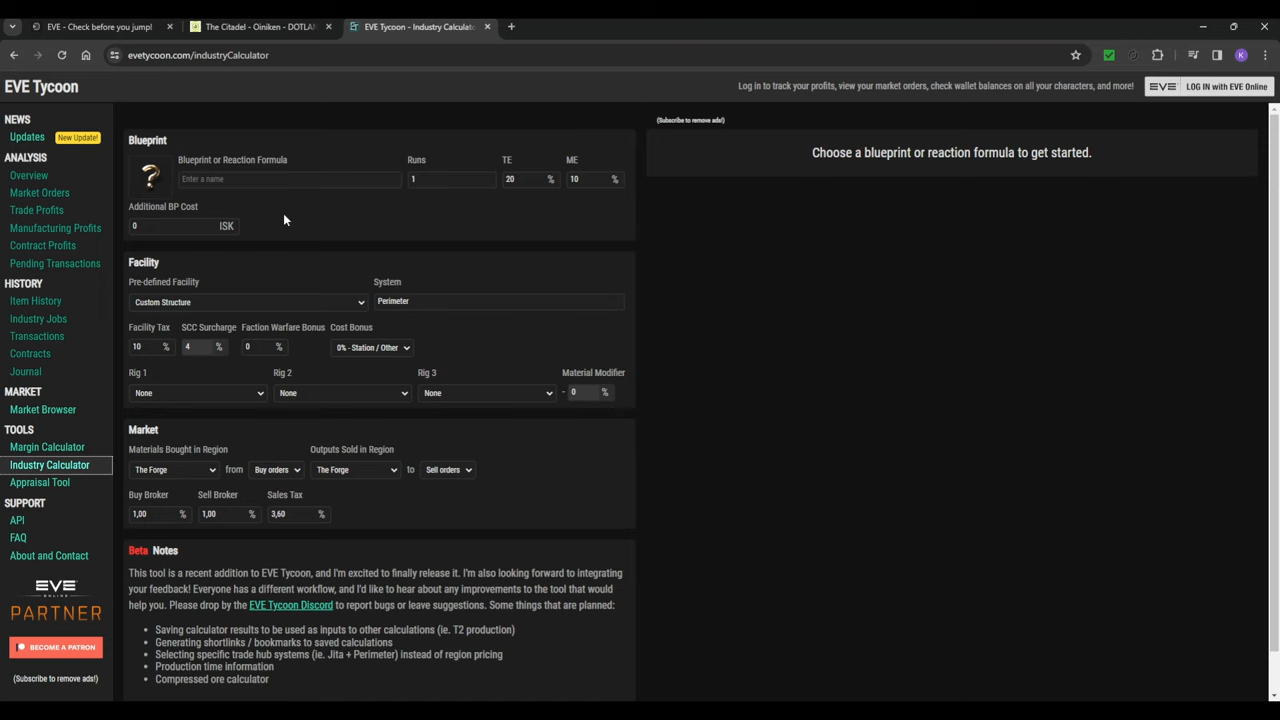 EVE - Check before you jump!
The Citadel - Oiniken - DOTLAN
EVE Tycoon - Industry Calculato
evetycoon.com/industryCalculator
K
EVE Tycoon
Log in to track your profits, view your market orders, check wallet balances on all your characters, and more!
EVE LOG IN with EVE Online
NEWS
Updates New Update!
ANALYSIS
Overview
Market Orders
Trade Profits
Manufacturing Profits
Contract Profits
Pending Transactions
HISTORY
Item History
Industry Jobs
Transactions
Contracts
Journal
MARKET
Market Browser
TOOLS
Margin Calculator
Industry Calculator
Appraisal Tool
SUPPORT
API
FAQ
About and Contact
EVE
ONLINE
PARTNER
BECOME A PATRON
(Subscribe to remove ads!)
Blueprint
Blueprint or Reaction Formula Runs TE ME
? Enter a name 1 20 % 10 %
Additional BP Cost
0 ISK
Facility
Pre-defined Facility System
Custom Structure Perimeter
Facility Tax SCC Surcharge Faction Warfare Bonus Cost Bonus
10 % 4 % 0 % 0% - Station / Other
Rig 1 Rig 2 Rig 3 Material Modifier
None None None - 0 %
Market
Materials Bought in Region Outputs Sold in Region
The Forge from Buy orders The Forge to Sell orders
Buy Broker Sell Broker Sales Tax
1,00 % 1,00 % 3,60 %
Beta Notes
This tool is a recent addition to EVE Tycoon, and I'm excited to finally release it. I'm also looking forward to integrating
your feedback! Everyone has a different workflow, and I'd like to hear about any improvements to the tool that would
help you. Please drop by the EVE Tycoon Discord to report bugs or leave suggestions. Some things that are planned:
• Saving calculator results to be used as inputs to other calculations (ie. T2 production)
• Generating shortlinks / bookmarks to saved calculations
• Selecting specific trade hub systems (ie. Jita + Perimeter) instead of region pricing
• Production time information
• Compressed ore calculator
(Subscribe to remove ads!)
Choose a blueprint or reaction formula to get started.